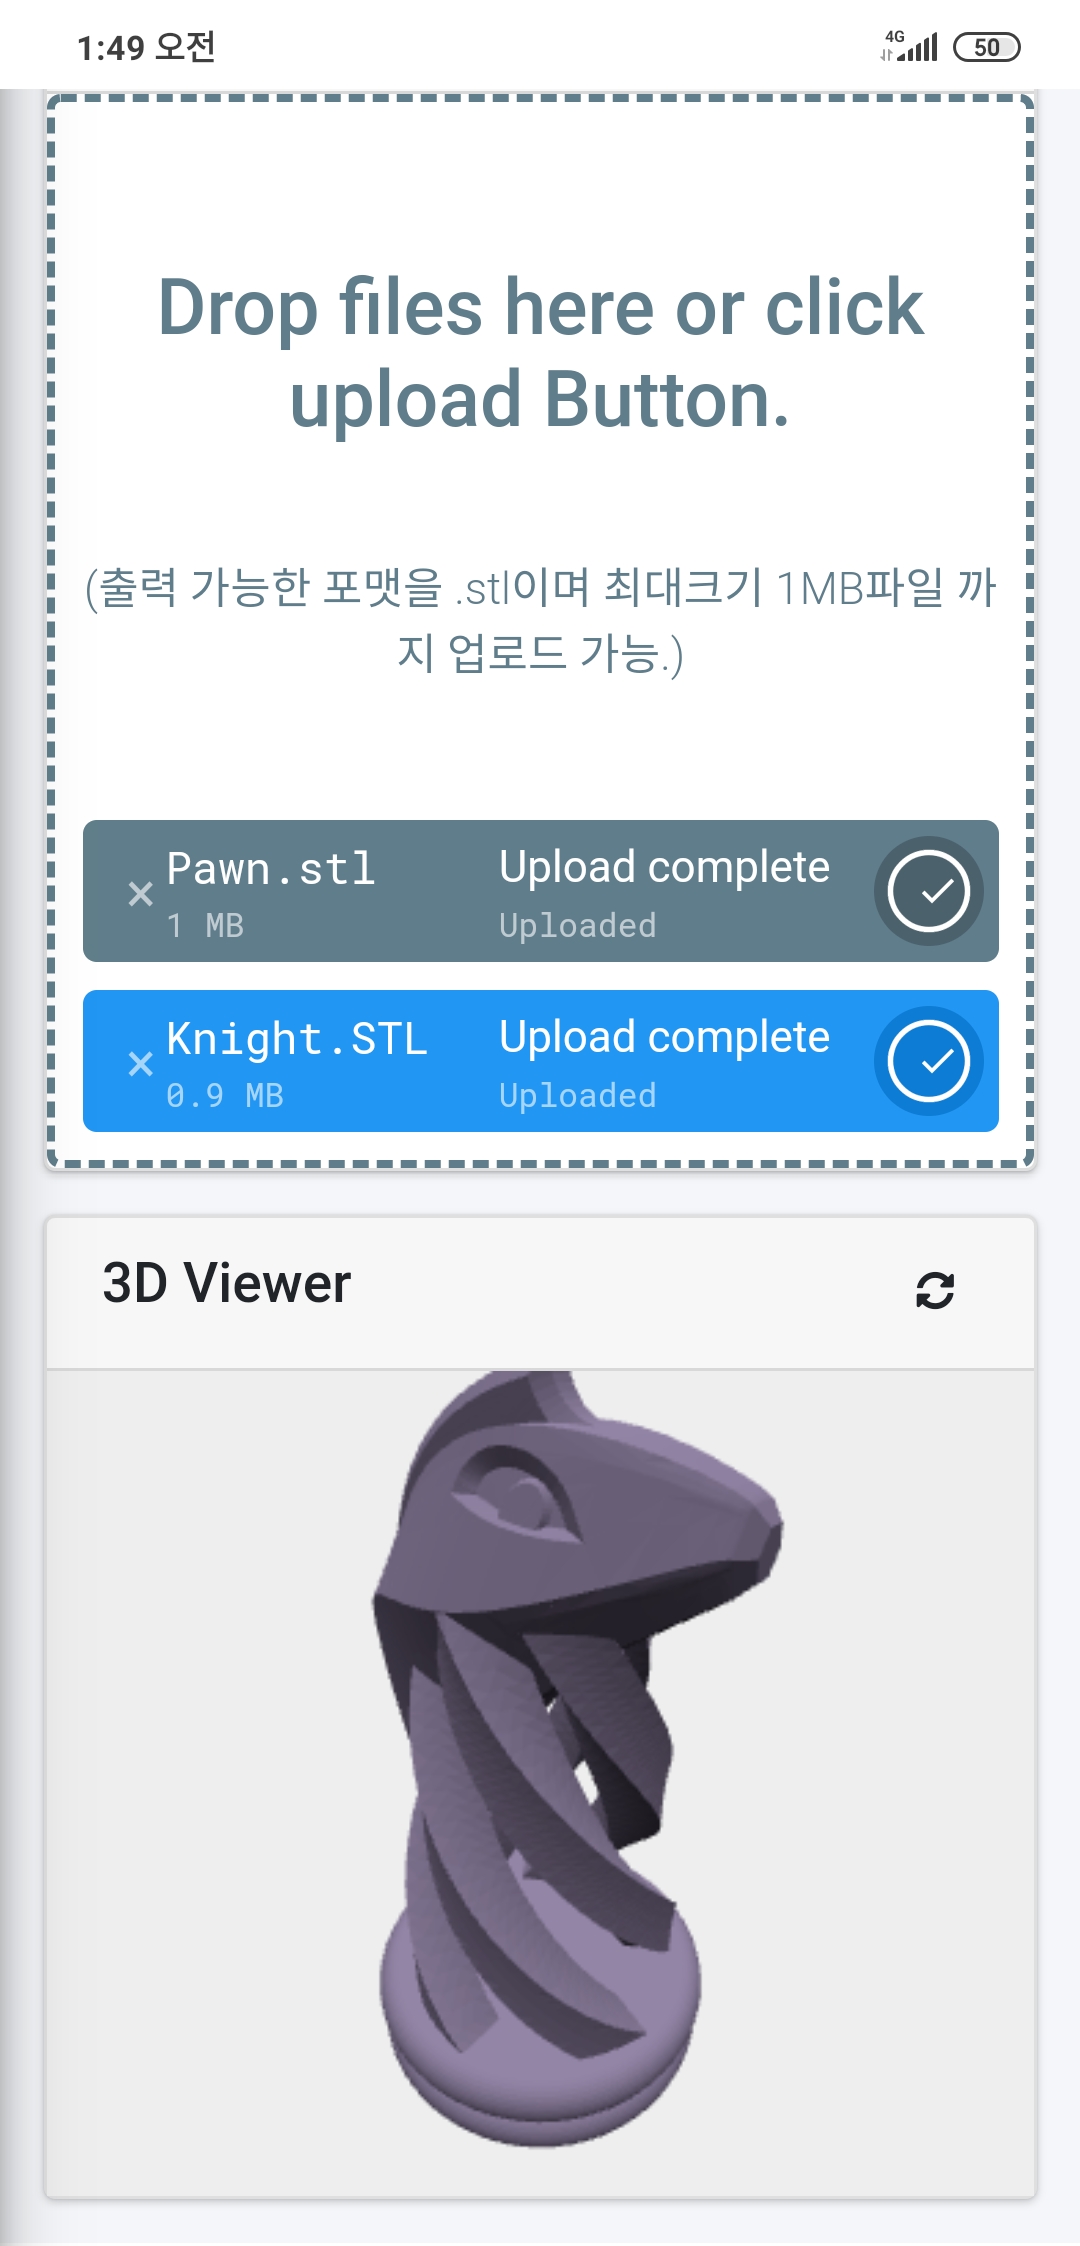 1:49 오전
4G
50
Drop files here or click
upload Button.
(출력 가능한 포맷을 .stl이며 최대크기 1MB파일 까
지 업로드 가능.)
Pawn.stl
Upload complete
1 MB
Uploaded
Knight.STL
Upload complete
0.9 MB
Uploaded
3D Viewer